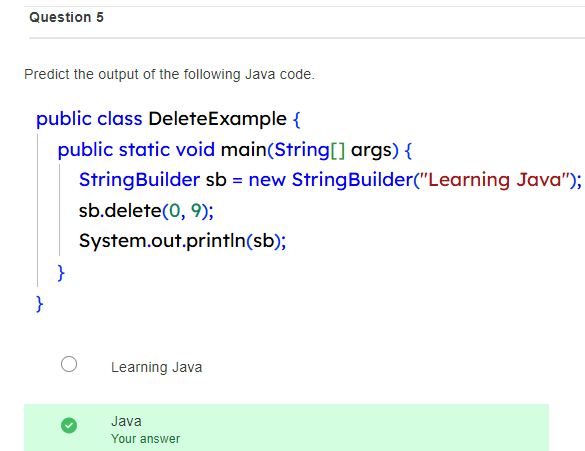 Question 5
Predict the output of the following Java code.
public class DeleteExample {
public static void main(String[] args) {
StringBuilder sb = new StringBuilder("Learning Java");
sb.delete(0, 9);
System.out.println(sb);
}
}
Learning Java
Java
Your answer